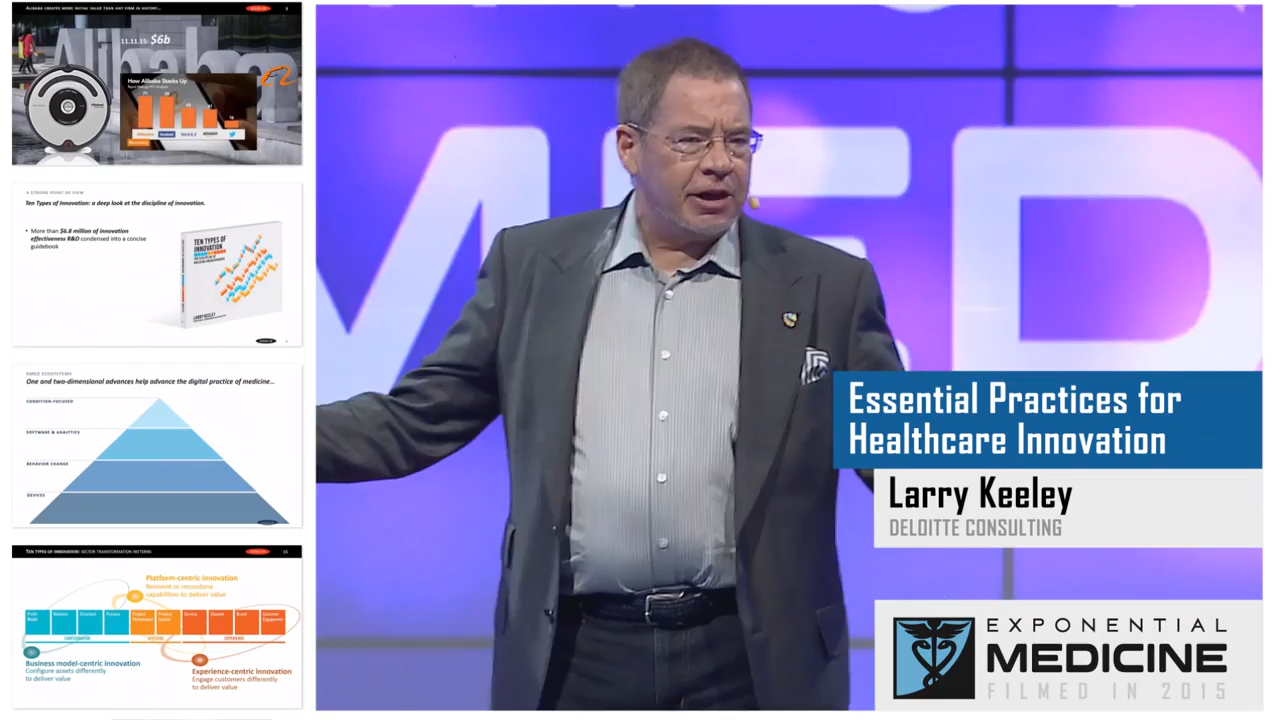 ALIBABA CREATES MORE INITIAL VALUE THAN ANY FIRM IN HISTORY...
11.11.15: $6b
Alibaba
How Alibaba Stacks Up
facebook
YAHOO!
amazon
A STRONG POINT OF VIEW
Ten Types of Innovation: a deep look at the discipline of innovation.
• More than $6.8 million of innovation
effectiveness R&D condensed into a concise
guidebook
TEN TYPES OF
INNOVATION
LARRY KEELEY
One and two-dimensional advances help advance the digital practice of medicine...
CONDITION-FOCUSED
SOFTWARE & ANALYTICS
BEHAVIOR CHANGE
DEVICES
TEN TYPES OF INNOVATION: SECTOR TRANSFORMATION PATTERNS
Platform-centric innovation
Reinvent or recombine
capabilities to deliver value
Profit
Model
Network
Structure
Process
Product
Performance
Product
System
Service
Channel
Brand
Customer
Engagement
CONFIGURATION
OFFERING
EXPERIENCE
Business model-centric innovation
Configure assets differently
to deliver value
Experience-centric innovation
Engage customers differently
to deliver value
MED
Essential Practices for
Healthcare Innovation
Larry Keeley
DELOITTE CONSULTING
EXPONENTIAL
MEDICINE
FILMED IN 2015